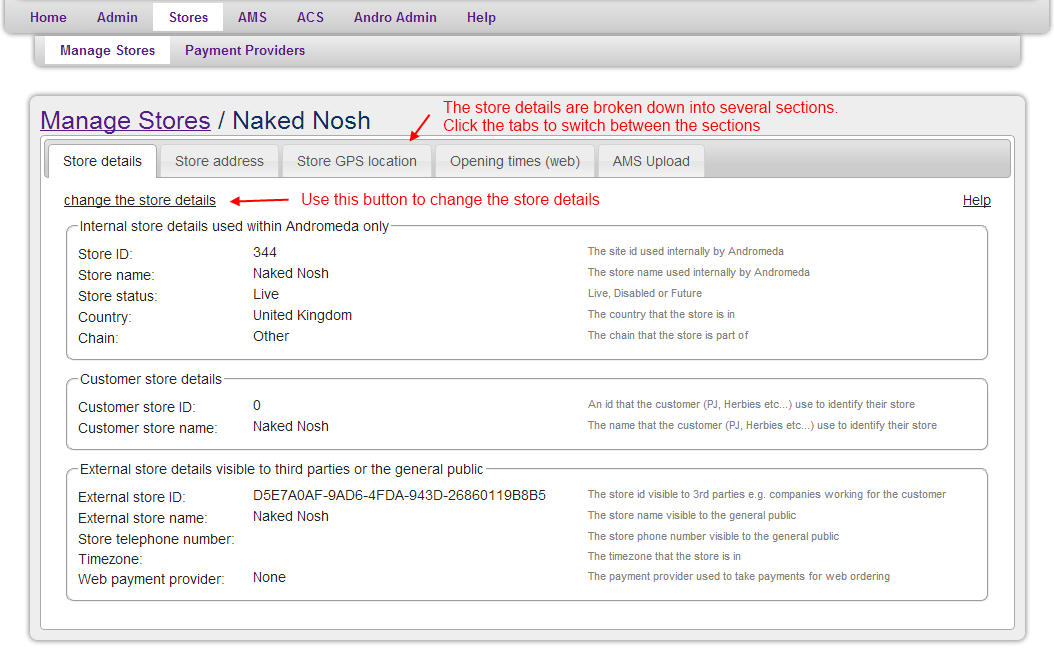 Home Admin Stores AMS ACS Andro Admin Help
Manage Stores Payment Providers
The store details are broken down into several sections.
Click the tabs to switch between the sections
Manage Stores / Naked Nosh
Store details Store address Store GPS location Opening times (web) AMS Upload
change the store details Use this button to change the store details Help
Internal store details used within Andromeda only
Store ID: 344 The site id used internally by Andromeda
Store name: Naked Nosh The store name used internally by Andromeda
Store status: Live Live, Disabled or Future
Country: United Kingdom The country that the store is in
Chain: Other The chain that the store is part of
Customer store details
Customer store ID: 0 An id that the customer (PJ, Herbies etc...) use to identify their store
Customer store name: Naked Nosh The name that the customer (PJ, Herbies etc...) use to identify their store
External store details visible to third parties or the general public
External store ID: D5E7A0AF-9AD6-4FDA-943D-26860119B8B5 The store id visible to 3rd parties e.g. companies working for the customer
External store name: Naked Nosh The store name visible to the general public
Store telephone number: The store phone number visible to the general public
Timezone: The timezone that the store is in
Web payment provider: None The payment provider used to take payments for web ordering